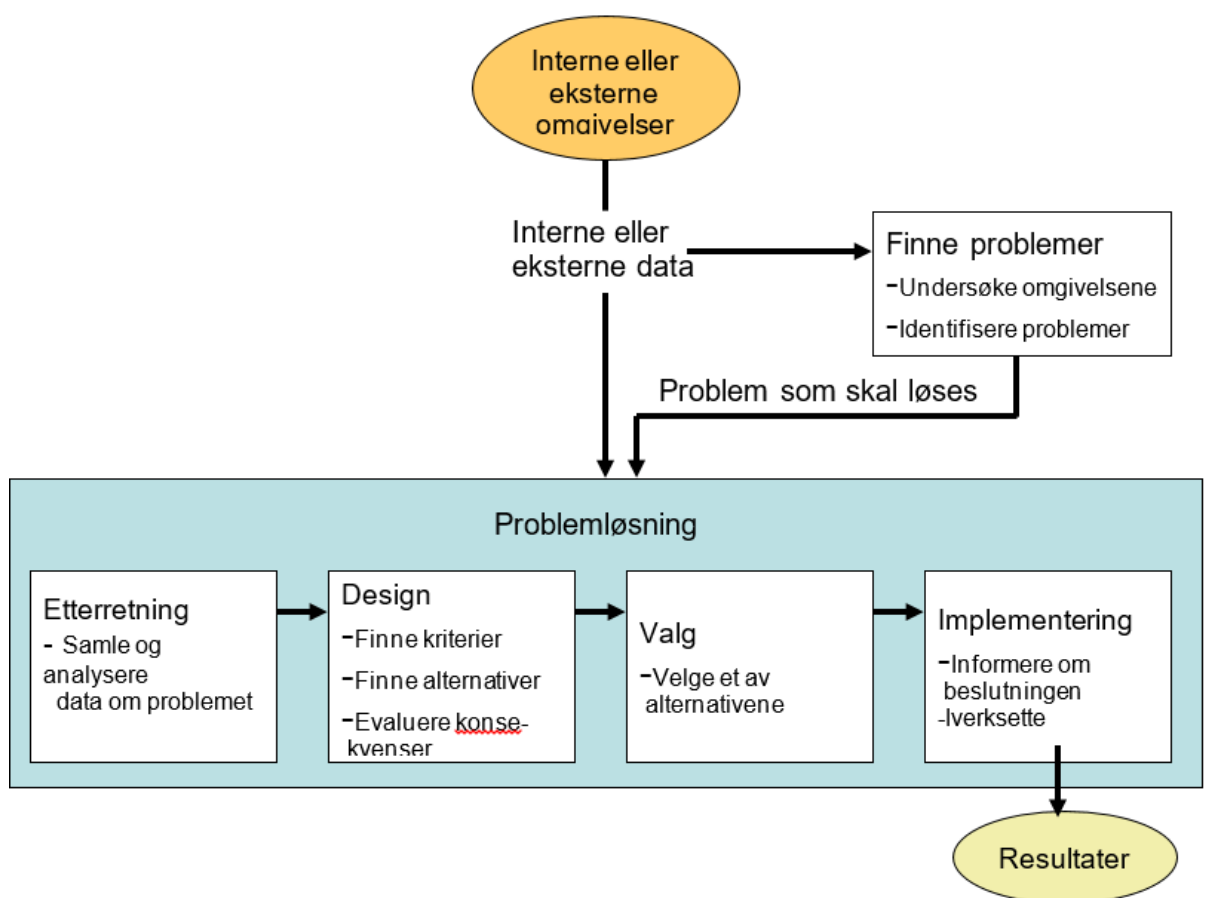 Interne eller
eksterne
omgivelser
Interne eller
eksterne data
Finne problemer
-Undersøke omgivelsene
-Identifisere problemer
Problem som skal løses
Problemløsning
Etterretning
- Samle og
analysere
data om problemet
Design
-Finne kriterier
-Finne alternativer
-Evaluere konse-
kvenser
Valg
-Velge et av
alternativene
Implementering
-Informere om
beslutningen
-Iverksette
Resultater